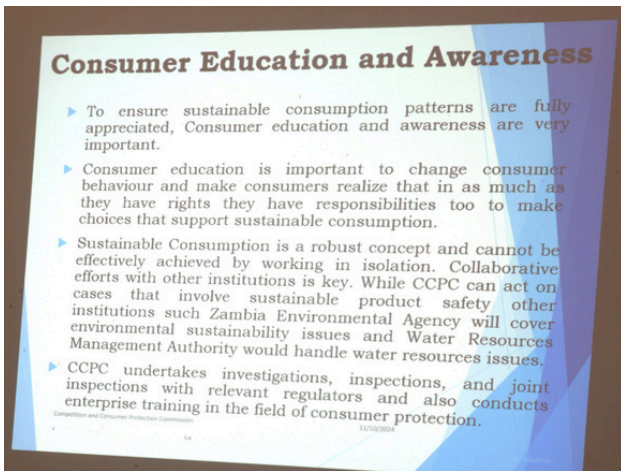 Consumer Education and Awareness
To ensure sustainable consumption patterns are fully
appreciated, Consumer education and awareness are very
important.
Consumer education is important to change consumer
behaviour and make consumers realize that in as much as
they have rights they have responsibilities too to make
choices that support sustainable consumption.
Sustainable Consumption is a robust concept and cannot be
effectively achieved by working in isolation. Collaborative
efforts with other institutions is key. While CCPC can act on
cases that involve sustainable product safety other
institutions such Zambia Environmental Agency will cover
environmental sustainability issues and Water Resources
Management Authority would handle water resources issues.
CCPC undertakes investigations, inspections, and joint
inspections with relevant regulators and also conducts
enterprise training in the field of consumer protection.
Competition and Consumer Protection Commission
11/10/2024